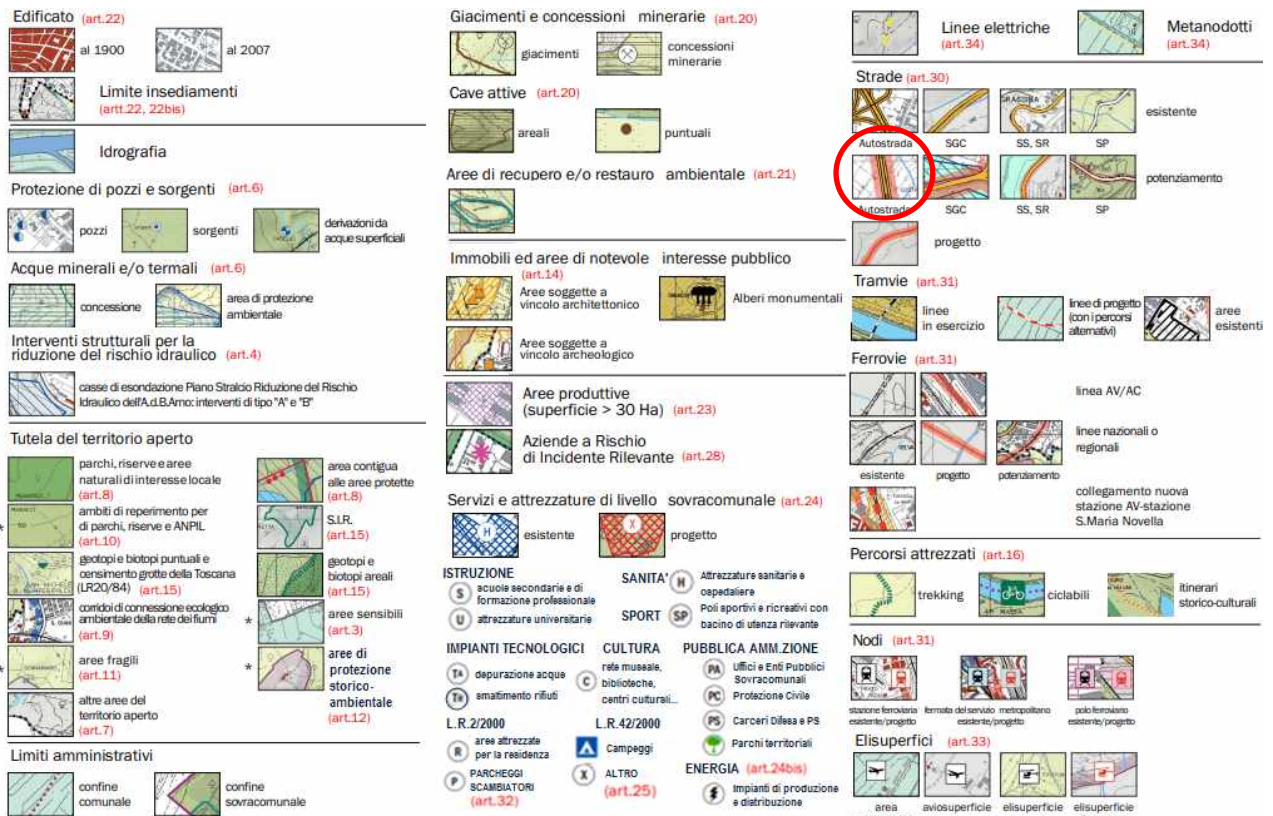 Edificato (art.22)
al 1900
al 2007
Limite insediamenti
(artt.22, 22bis)
Idrografia
Protezione di pozzi e sorgenti (art.6)
pozzi
sorgenti
derivazioni da
acque superficiali
Acque minerali e/o termali (art.6)
concessione
area di protezione
ambientale
Interventi strutturali per la
riduzione del rischio idraulico (art.4)
casse di esondazione Piano Stralcio Riduzione del Rischio
Idraulico dell'A.d.B.Arno: interventi di tipo "A" e "B"
Tutela del territorio aperto
parchi, riserve e aree
naturali di interesse locale
(art.8)
area contigua
alle aree protette
(art.8)
* ambiti di reperimento per
di parchi, riserve e ANPIL
(art.10)
S.I.R.
(art.15)
geotopi e biotopi puntuali e
censimento grotte della Toscana
(LR20/84) (art.15)
geotopi e
biotopi areali
(art.15)
corridoi di connessione ecologico
ambientale della rete dei fiumi
(art.9)
* aree sensibili
(art.3)
* aree fragili
(art.11)
* aree di
protezione
storico-
ambientale
(art.12)
altre aree del
territorio aperto
(art.7)
Limiti amministrativi
confine
comunale
confine
sovracomunale
Giacimenti e concessioni minerarie (art.20)
giacimenti
concessioni
minerarie
Cave attive (art.20)
areali
puntuali
Aree di recupero e/o restauro ambientale (art.21)
Immobili ed aree di notevole interesse pubblico
(art.14)
Aree soggette a
vincolo architettonico
Alberi monumentali
Aree soggette a
vincolo archeologico
Aree produttive
(superficie > 30 Ha) (art.23)
Aziende a Rischio
di Incidente Rilevante (art.28)
Servizi e attrezzature di livello sovracomunale (art.24)
H
esistente
X
progetto
ISTRUZIONE
S scuole secondarie e di
formazione professionale
U attrezzature universitarie
SANITA' H Attrezzature sanitarie e
ospedaliere
SPORT SP Poli sportivi e ricreativi con
bacino di utenza rilevante
IMPIANTI TECNOLOGICI
TA depurazione acque
TR smaltimento rifiuti
CULTURA
C rete museale,
biblioteche,
centri culturali...
PUBBLICA AMM.ZIONE
PA Uffici e Enti Pubblici
Sovracomunali
PC Protezione Civile
PS Carceri Difesa e PS
Parchi territoriali
L.R.2/2000
R aree attrezzate
per la residenza
P PARCHEGGI
SCAMBIATORI
(art.32)
L.R.42/2000
Campeggi
X ALTRO
(art.25)
ENERGIA (art.24bis)
Impianti di produzione
e distribuzione
Linee elettriche
(art.34)
Metanodotti
(art.34)
Strade (art.30)
GRASSINA
esistente
Autostrada SGC SS, SR SP
potenziamento
Autostrada SGC SS, SR SP
progetto
Tramvie (art.31)
linee
in esercizio
linee di progetto
(con i percorsi
alternativi)
aree
esistenti
Ferrovie (art.31)
linea AV/AC
linee nazionali o
regionali
esistente progetto potenziamento
collegamento nuova
stazione AV-stazione
S.Maria Novella
Percorsi attrezzati (art.16)
trekking
ciclabili
itinerari
storico-culturali
Nodi (art.31)
stazione ferroviaria
esistente/progetto
fermata del servizio metropolitano
esistente/progetto
polo ferroviario
esistente/progetto
Elisuperfici (art.33)
area aviosuperficie elisuperficie elisuperficie